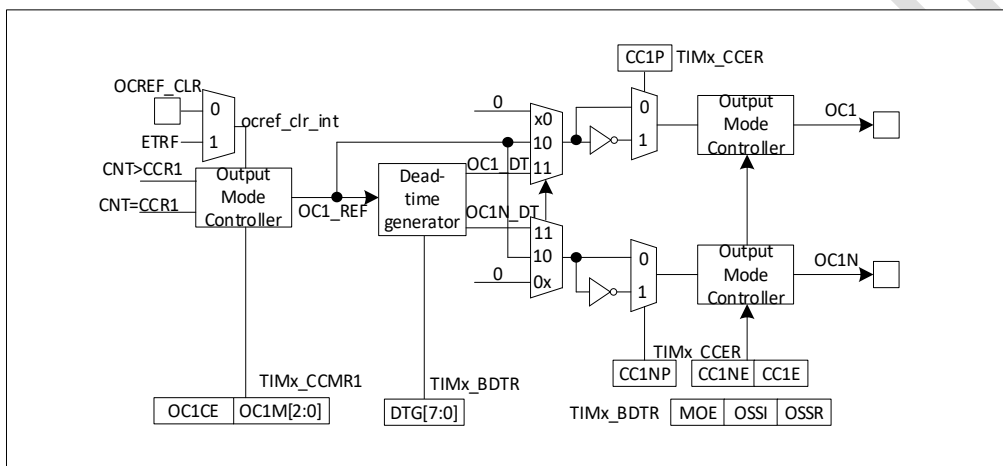 CC1P TIMx_CCER
OCREF_CLR
0
1
ocref_clr_int
ETRF
CNT>CCR1
CNT=CCR1
Output
Mode
Controller
OC1_REF
Dead-
time
generator
OC1_DT
OC1N_DT
0
x0
10
11
11
10
0x
0
0
1
Output
Mode
Controller
OC1
0
1
Output
Mode
Controller
OC1N
TIMx_CCER
CC1NP CC1NE CC1E
TIMx_CCMR1
OC1CE OC1M[2:0]
TIMx_BDTR
DTG[7:0]
TIMx_BDTR MOE OSSI OSSR